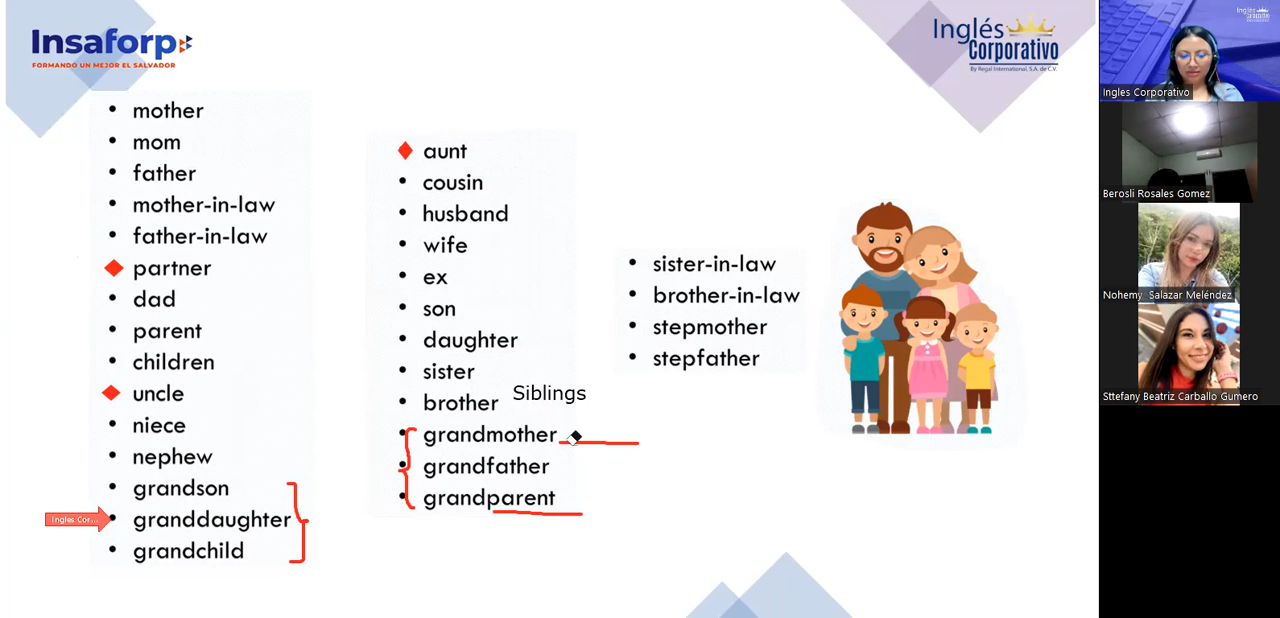 Insaforp
FORMANDO UN MEJOR EL SALVADOR
Inglés
Corporativo
By Regal International, S.A. de C.V.
mother
mom
father
mother-in-law
father-in-law
partner
dad
parent
children
uncle
niece
nephew
grandson
granddaughter
grandchild
Ingles Cor...
aunt
cousin
husband
wife
ex
son
daughter
sister
brother
Siblings
grandmother
grandfather
grandparent
sister-in-law
brother-in-law
stepmother
stepfather
Inglés
Corporativo
Ingles Corporativo
Berosli Rosales Gomez
Nohemy Salazar Meléndez
Sttefany Beatriz Carballo Gumero